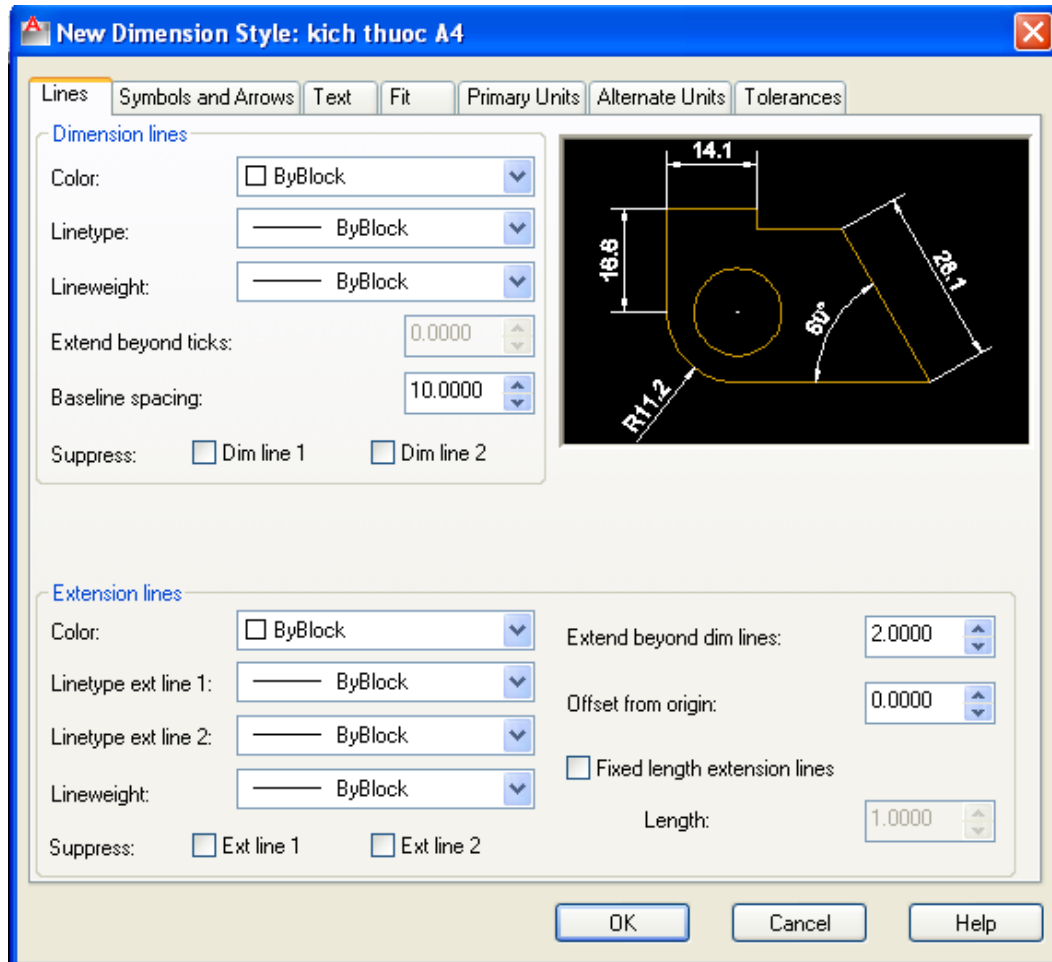 New Dimension Style: kich thuoc A4
Lines Symbols and Arrows Text Fit Primary Units Alternate Units Tolerances
Dimension lines
Color: ByBlock
Linetype: ByBlock
Lineweight: ByBlock
Extend beyond ticks: 0.0000
Baseline spacing: 10.0000
Suppress: Dim line 1 Dim line 2
14.1
16.6
28.1
60°
R11.2
Extension lines
Color: ByBlock
Linetype ext line 1: ByBlock
Linetype ext line 2: ByBlock
Lineweight: ByBlock
Suppress: Ext line 1 Ext line 2
Extend beyond dim lines: 2.0000
Offset from origin: 0.0000
Fixed length extension lines
Length: 1.0000
OK Cancel Help